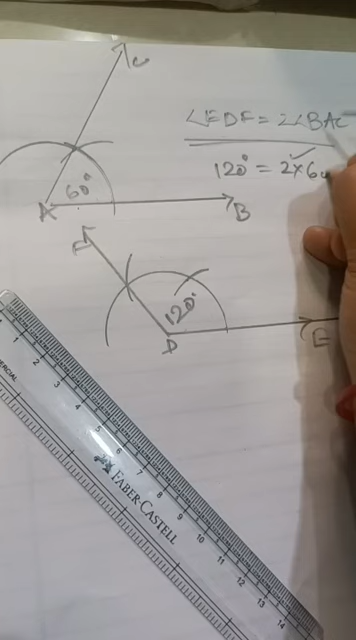 C
∠EDF = 2∠BAC
120° = 2×60
60°
A
B
F
120°
D
E
1 2 3 4 5 6 7 8 9 10 11 12 13 14
FABER-CASTELL